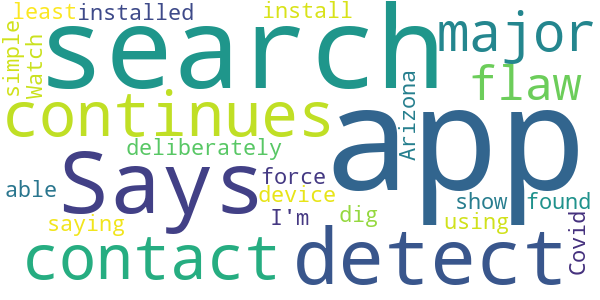 least installed install
simple Watch search major
continues flaw
Says app Arizona
deliberately
able force device show found
saying I'm dig using Covid
contact detect